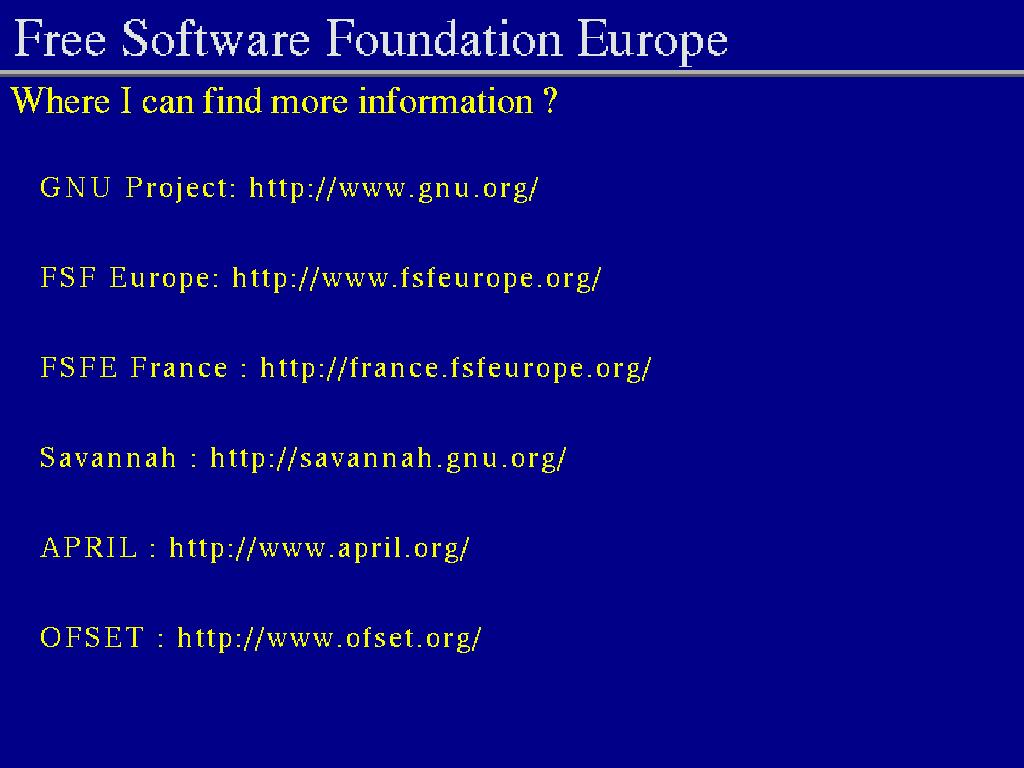 Free Software Foundation Europe
Where I can find more information ?
GNU Project: http://www.gnu.org/
FSF Europe: http://www.fsfeurope.org/
FSFE France : http://france.fsfeurope.org/
Savannah : http://savannah.gnu.org/
APRIL : http://www.april.org/
OFSET : http://www.ofset.org/